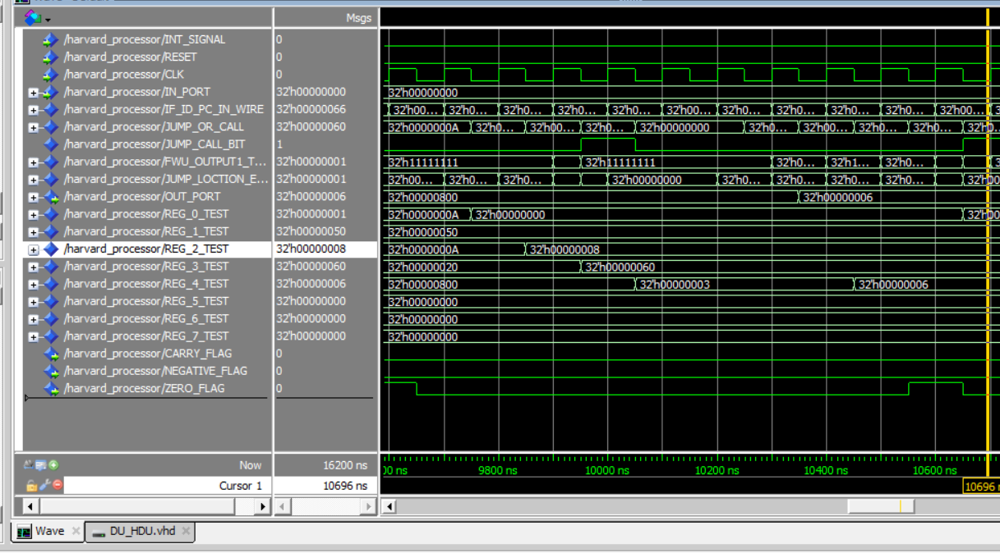 Msgs
/harvard_processor/INT_SIGNAL 0
/harvard_processor/RESET 0
/harvard_processor/CLK 0
/harvard_processor/IN_PORT 32'h00000000 32'h00000000
/harvard_processor/IF_ID_PC_IN_WIRE 32'h00000066 32'h00... 32'h0... 32'h0... 32'h0... 32'h0... 32'h00... 32'h0... 32'h0... 32'h0... 32'h0... 32'h00...
/harvard_processor/JUMP_OR_CALL 32'h00000060 32'h0000000A 32'h0... 32'h00... 32'h0... 32'h00000000 32'h0... 32'h00... 32'h0... 32'h0... 32'h0...
/harvard_processor/JUMP_CALL_BIT 1
/harvard_processor/FWU_OUTPUT1_T... 32'h00000001 32'h11111111 32'h11111111 32'h0... 32'h1... 32'h0...
/harvard_processor/JUMP_LOCTION_E... 32'h00000001 32'h00... 32'h0... 32'h0... 32'h00000000 32'h0... 32'h0... 32'h0... 32'h0... 32'h00
/harvard_processor/OUT_PORT 32'h00000006 32'h00000800 32'h00000006
/harvard_processor/REG_0_TEST 32'h00000001 32'h0000000A 32'h00000000 32'h00
/harvard_processor/REG_1_TEST 32'h00000050 32'h00000050
/harvard_processor/REG_2_TEST 32'h00000008 32'h0000000A 32'h00000008
/harvard_processor/REG_3_TEST 32'h00000060 32'h00000020 32'h00000060
/harvard_processor/REG_4_TEST 32'h00000006 32'h00000800 32'h00000003 32'h00000006
/harvard_processor/REG_5_TEST 32'h00000000 32'h00000000
/harvard_processor/REG_6_TEST 32'h00000000 32'h00000000
/harvard_processor/REG_7_TEST 32'h00000000 32'h00000000
/harvard_processor/CARRY_FLAG 0
/harvard_processor/NEGATIVE_FLAG 0
/harvard_processor/ZERO_FLAG 0
Now 16200 ns 00 ns 9800 ns 10000 ns 10200 ns 10400 ns 10600 ns
Cursor 1 10696 ns 10696 n
Wave DU_HDU.vhd